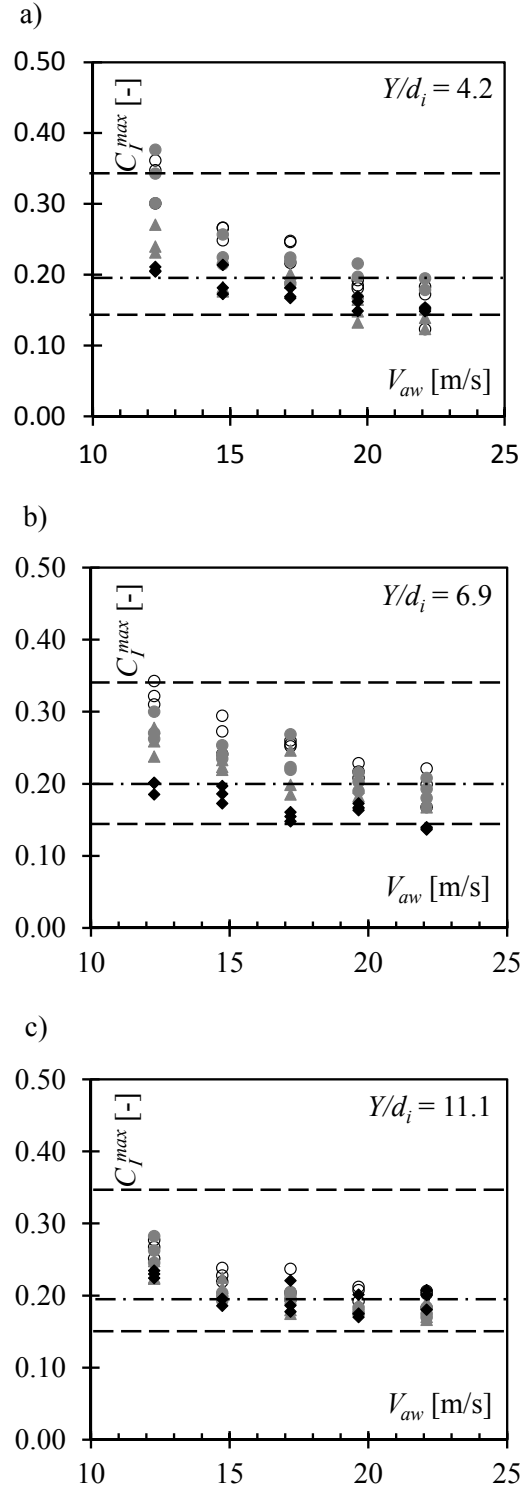 a)
0.50
0.40
0.30
0.20
0.10
0.00
C_I^max [-]
Y/d_i = 4.2
V_aw [m/s]
10 15 20 25
b)
0.50
0.40
0.30
0.20
0.10
0.00
C_I^max [-]
Y/d_i = 6.9
V_aw [m/s]
10 15 20 25
c)
0.50
0.40
0.30
0.20
0.10
0.00
C_I^max [-]
Y/d_i = 11.1
V_aw [m/s]
10 15 20 25